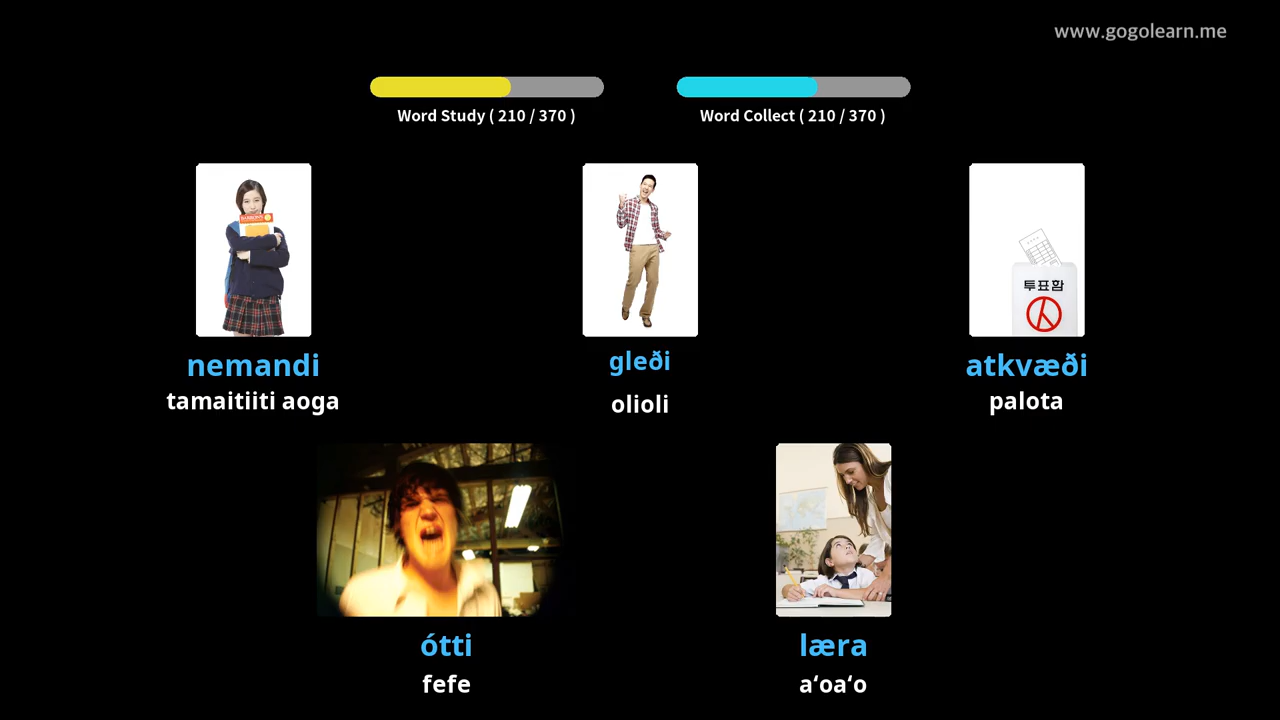 www.gogolearn.me
Word Study ( 210 / 370 )
Word Collect ( 210 / 370 )
BARRON'S
투표함
nemandi
gleði
atkvæði
tamaitiiti aoga
olioli
palota
ótti
læra
fefe
aʻoaʻo